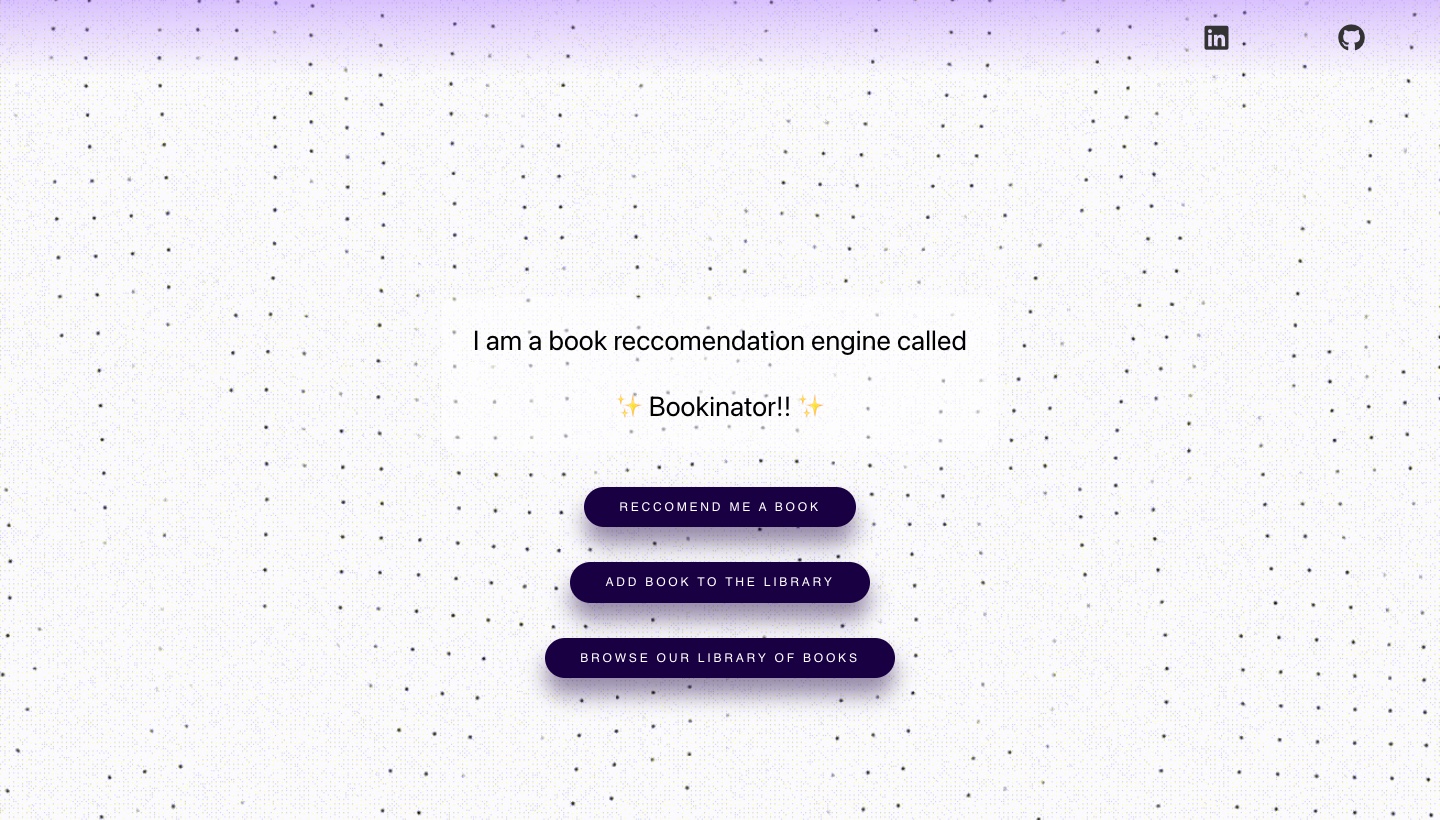 in
I am a book reccomendation engine called
✨ Bookinator!! ✨
RECCOMEND ME A BOOK
ADD BOOK TO THE LIBRARY
BROWSE OUR LIBRARY OF BOOKS